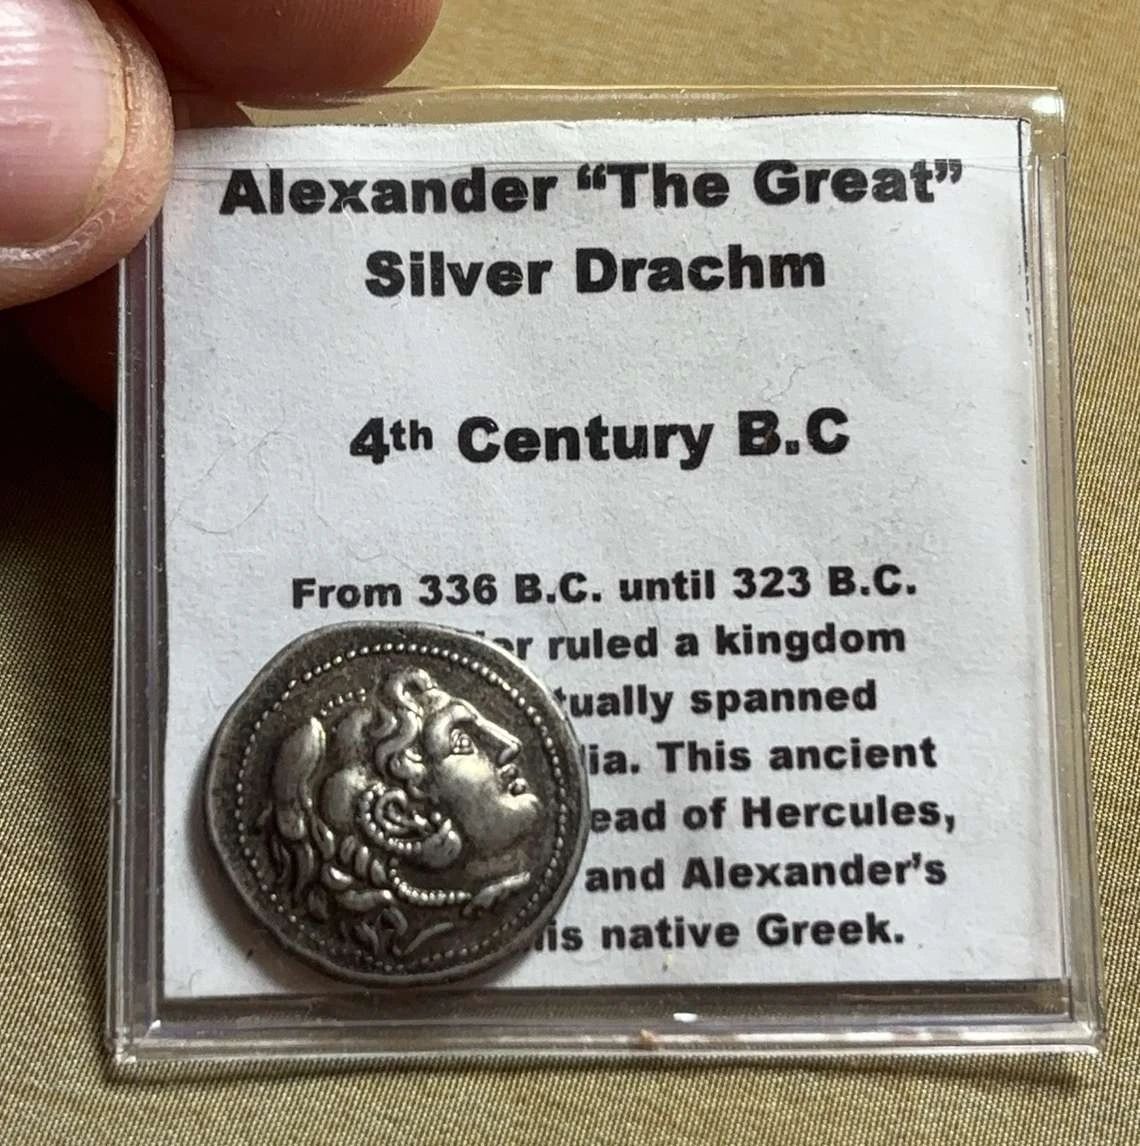 Alexander “The Great”
Silver Drachm
4th Century B.C
From 336 B.C. until 323 B.C.
ruled a kingdom
spanned
This ancient
of Hercules,
and Alexander’s
native Greek.